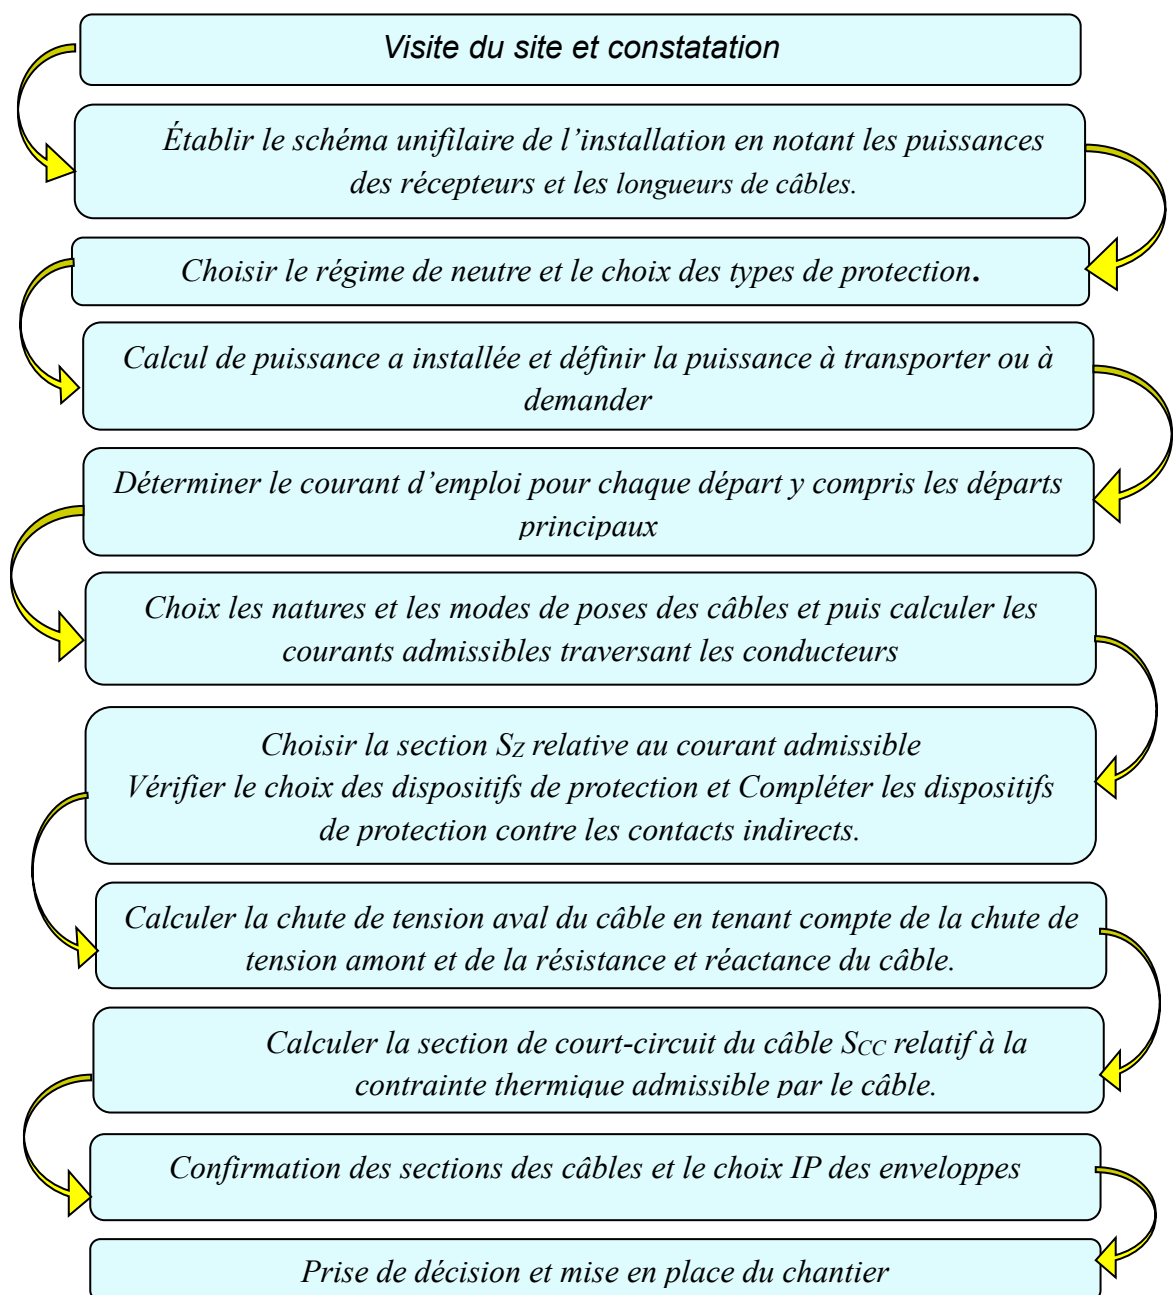 Visite du site et constatation
Établir le schéma unifilaire de l’installation en notant les puissances
des récepteurs et les longueurs de câbles.
Choisir le régime de neutre et le choix des types de protection.
Calcul de puissance a installée et définir la puissance à transporter ou à
demander
Déterminer le courant d’emploi pour chaque départ y compris les départs
principaux
Choix les natures et les modes de poses des câbles et puis calculer les
courants admissibles traversant les conducteurs
Choisir la section SZ relative au courant admissible
Vérifier le choix des dispositifs de protection et Compléter les dispositifs
de protection contre les contacts indirects.
Calculer la chute de tension aval du câble en tenant compte de la chute de
tension amont et de la résistance et réactance du câble.
Calculer la section de court-circuit du câble SCC relatif à la
contrainte thermique admissible par le câble.
Confirmation des sections des câbles et le choix IP des enveloppes
Prise de décision et mise en place du chantier